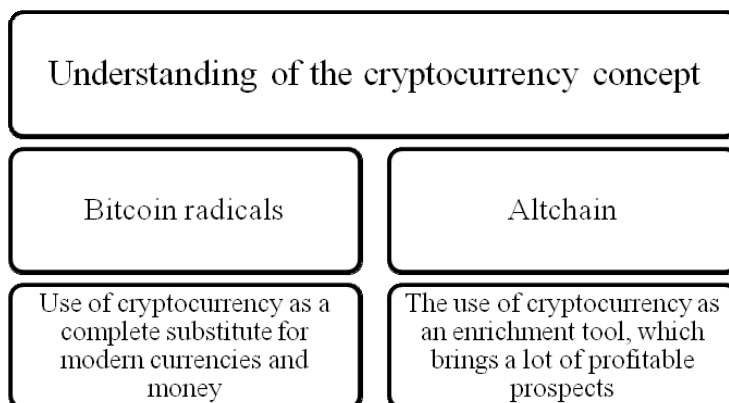 Understanding of the cryptocurrency concept
Bitcoin radicals
Altchain
Use of cryptocurrency as a
complete substitute for
modern currencies and
money
The use of cryptocurrency as
an enrichment tool, which
brings a lot of profitable
prospects